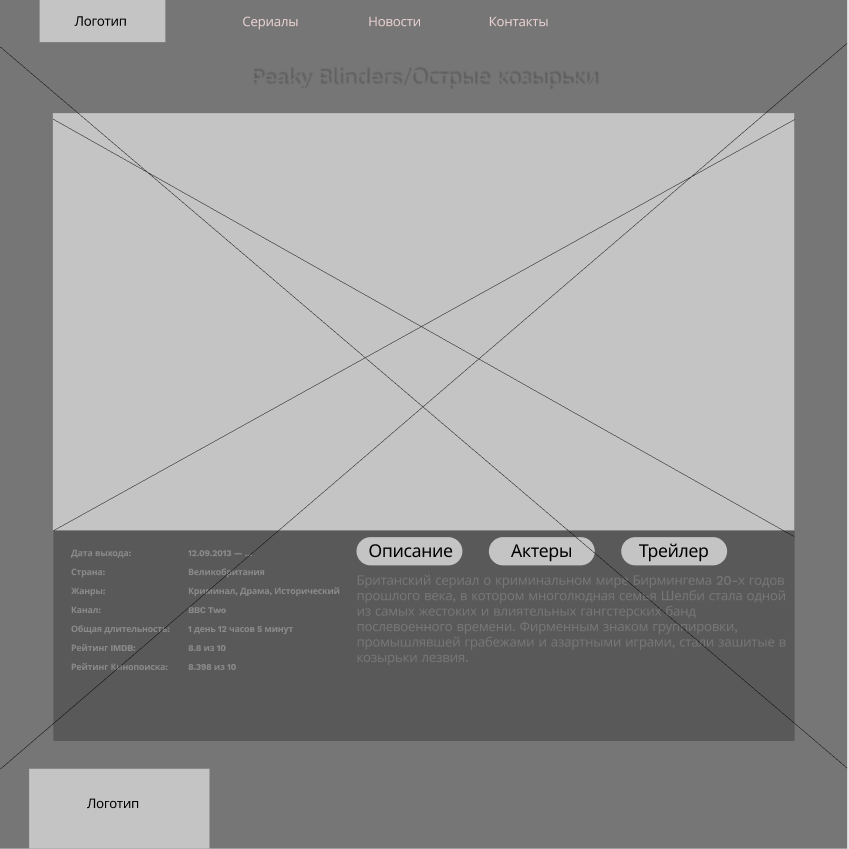 Логотип
Сериалы
Новости
Контакты
Peaky Blinders/Острые козырьки
Дата выхода: 12.09.2013 — ...
Страна: Великобритания
Жанры: Криминал, Драма, Исторический
Канал: BBC Two
Общая длительность: 1 день 12 часов 5 минут
Рейтинг IMDB: 8.8 из 10
Рейтинг Кинопоиска: 8.398 из 10
Описание
Актеры
Трейлер
Британский сериал о криминальном мире Бирмингема 20-х годов
прошлого века, в котором многолюдная семья Шелби стала одной
из самых жестоких и влиятельных гангстерских банд
послевоенного времени. Фирменным знаком группировки,
промышлявшей грабежами и азартными играми, стали зашитые в
козырьки лезвия.
Логотип